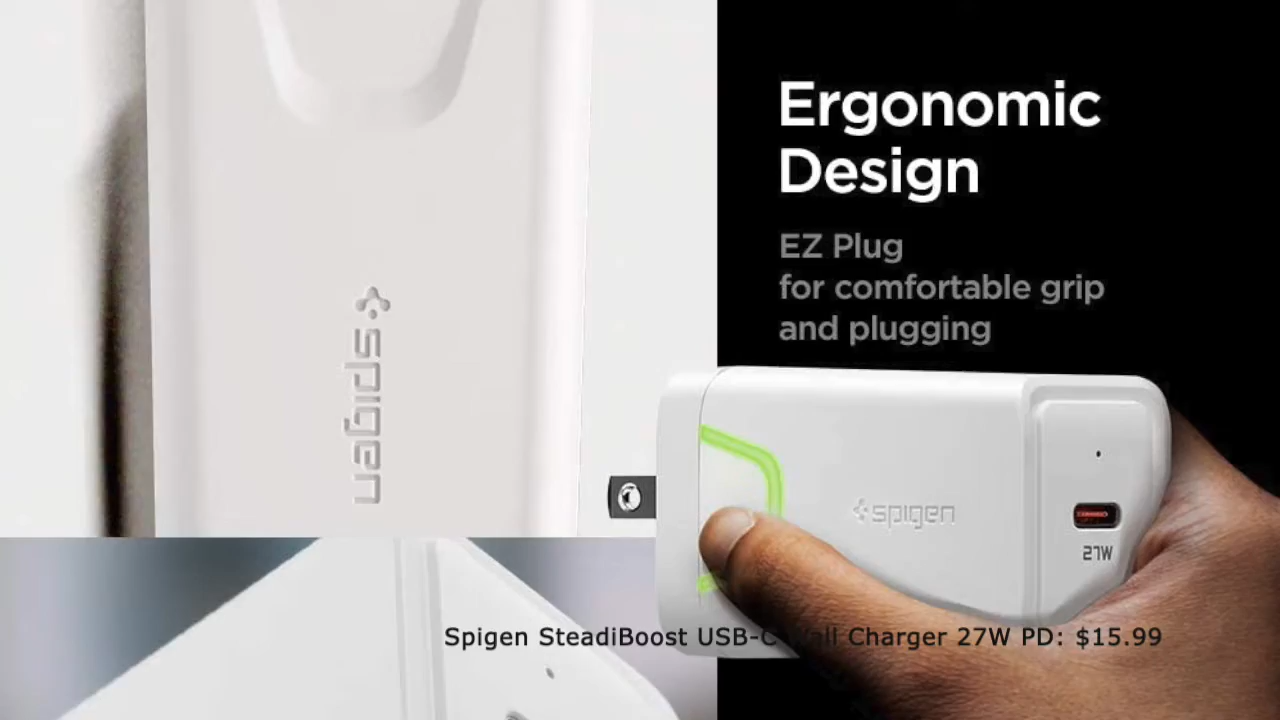 Ergonomic
Design
EZ Plug
for comfortable grip
and plugging
spigen
spigen
27W
Spigen SteadiBoost USB-C Wall Charger 27W PD: $15.99